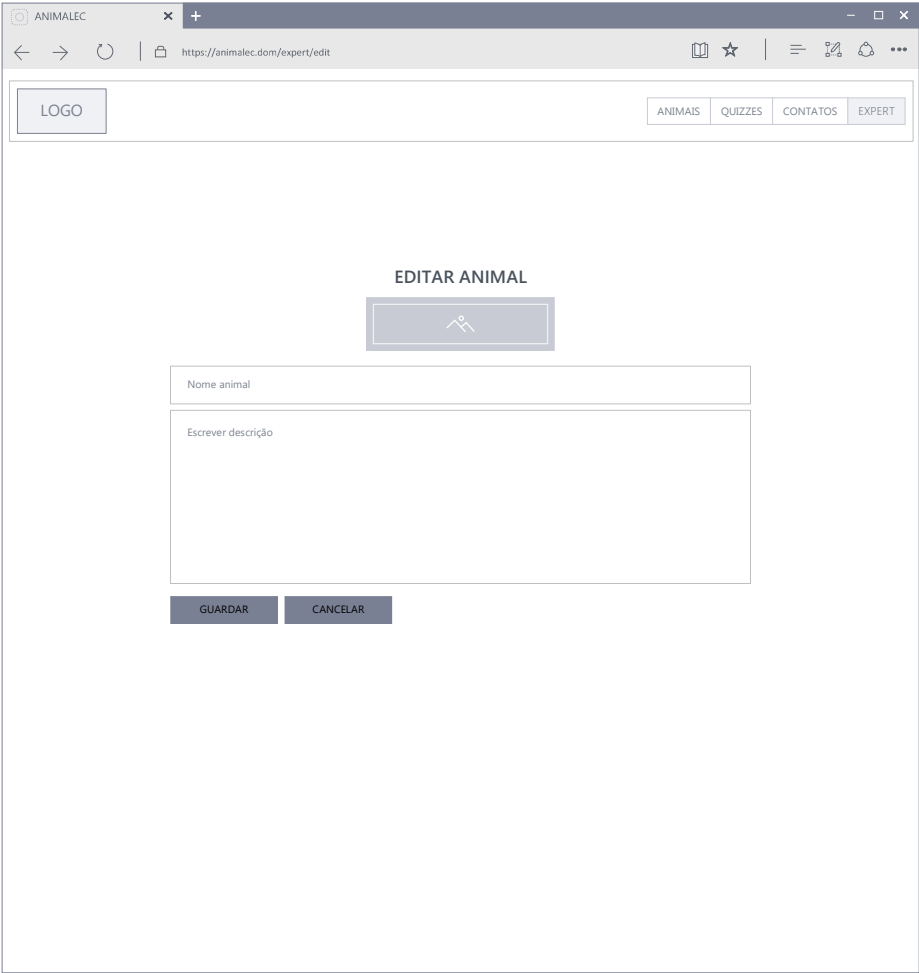 ANIMALEC
https://animalec.dom/expert/edit
LOGO
ANIMAIS QUIZZES CONTATOS EXPERT
EDITAR ANIMAL
Nome animal
Escrever descrição
GUARDAR CANCELAR